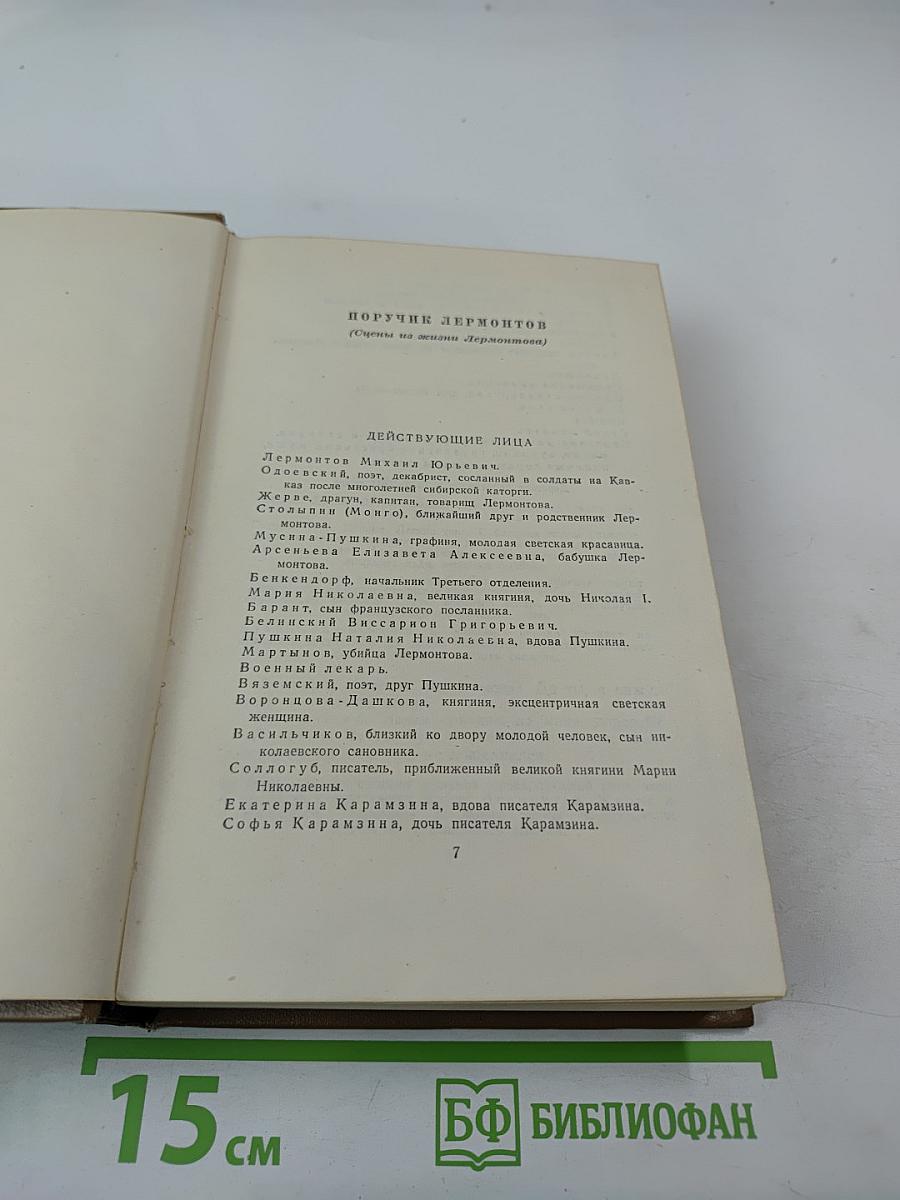 ПОРУЧИК ЛЕРМОНТОВ
(Сцены из жизни Лермонтова)
ДЕЙСТВУЮЩИЕ ЛИЦА
Лермонтов Михаил Юрьевич.
Одоевский, поэт, декабрист, сосланный в солдаты на Кав-
каз после многолетней сибирской каторги.
Жерве, драгун, капитан, товарищ Лермонтова.
Столыпин (Монго), ближайший друг и родственник Лер-
монтова.
Мусина-Пушкина, графиня, молодая светская красавица.
Арсеньева Елизавета Алексеевна, бабушка Лер-
монтова.
Бенкендорф, начальник Третьего отделения.
Мария Николаевна, великая княгиня, дочь Николая I.
Барант, сын французского посланника.
Белинский Виссарион Григорьевич.
Пушкина Наталия Николаевна, вдова Пушкина.
Мартынов, убийца Лермонтова.
Военный лекарь.
Вяземский, поэт, друг Пушкина.
Воронцова-Дашкова, княгиня, эксцентричная светская
женщина.
Васильчиков, близкий ко двору молодой человек, сын ни-
колаевского сановника.
Соллогуб, писатель, приближенный великой княгини Марии
Николаевны.
Екатерина Карамзина, вдова писателя Карамзина.
Софья Карамзина, дочь писателя Карамзина.
7
15 см
БФ БИБЛИОФАН